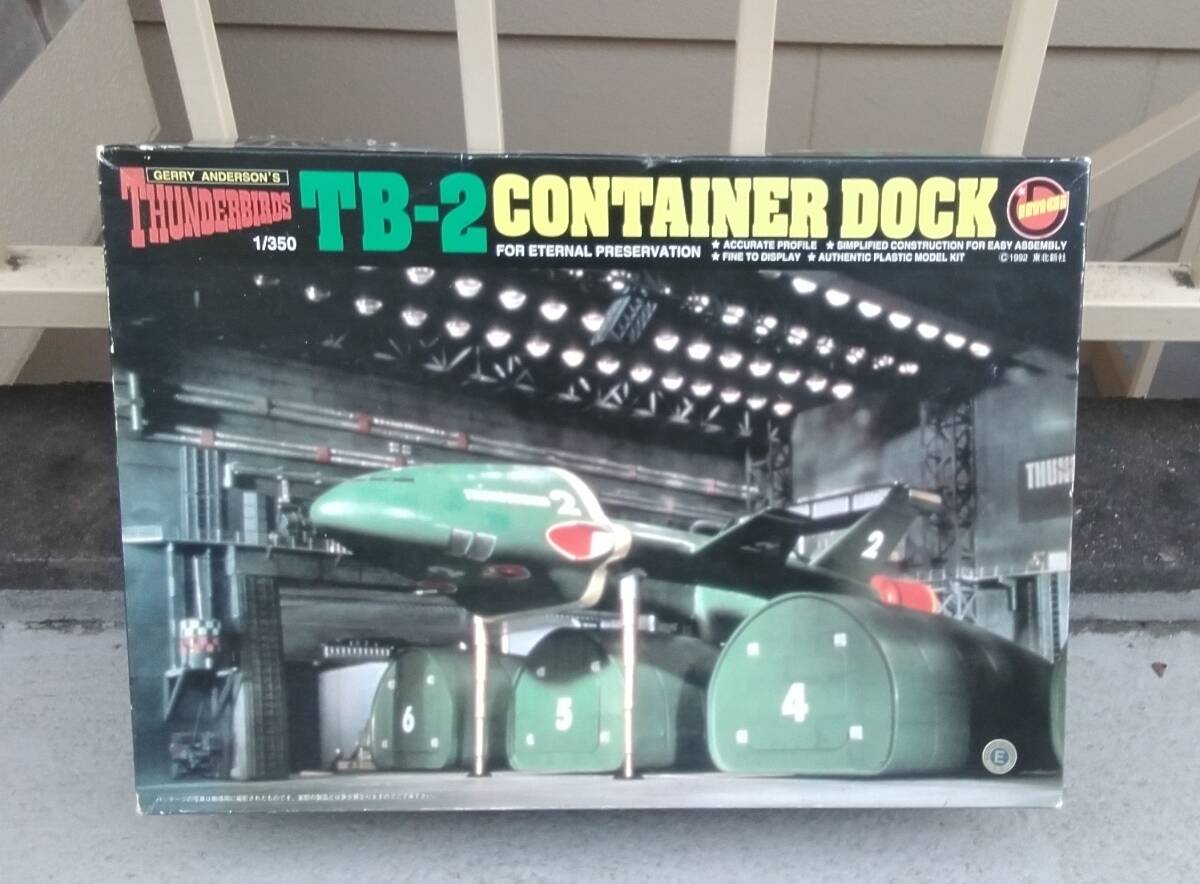 GERRY ANDERSON'S
THUNDERBIRDS
1/350
TB-2 CONTAINER DOCK
imai
FOR ETERNAL PRESERVATION
★ ACCURATE PROFILE ★ SIMPLIFIED CONSTRUCTION FOR EASY ASSEMBLY
★ FINE TO DISPLAY ★ AUTHENTIC PLASTIC MODEL KIT
©1992 東北新社
THUN
THUNDERBIRDS 2
2
6
5
4
E